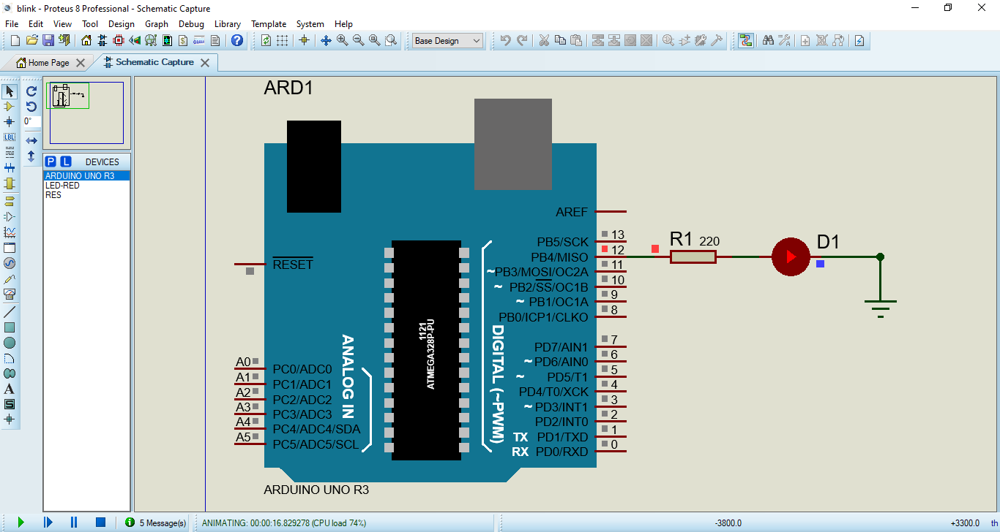 blink - Proteus 8 Professional - Schematic Capture
File Edit View Tool Design Graph Debug Library Template System Help
Base Design
Home Page
Schematic Capture
LBL
A
S
0°
P L DEVICES
ARDUINO UNO R3
LED-RED
RES
ARD1
AREF
PB5/SCK 13
PB4/MISO 12
~PB3/MOSI/OC2A 11
~ PB2/SS/OC1B 10
~ PB1/OC1A 9
PB0/ICP1/CLKO 8
R1 220
D1
RESET
1121
ATMEGA328P-PU
DIGITAL (~PWM)
ANALOG IN
PD7/AIN1 7
~ PD6/AIN0 6
~ PD5/T1 5
PD4/T0/XCK 4
~ PD3/INT1 3
PD2/INT0 2
TX PD1/TXD 1
RX PD0/RXD 0
A0 PC0/ADC0
A1 PC1/ADC1
A2 PC2/ADC2
A3 PC3/ADC3
A4 PC4/ADC4/SDA
A5 PC5/ADC5/SCL
ARDUINO UNO R3
5 Message(s)
ANIMATING: 00:00:16.829278 (CPU load 74%)
-3800.0
+3300.0 th